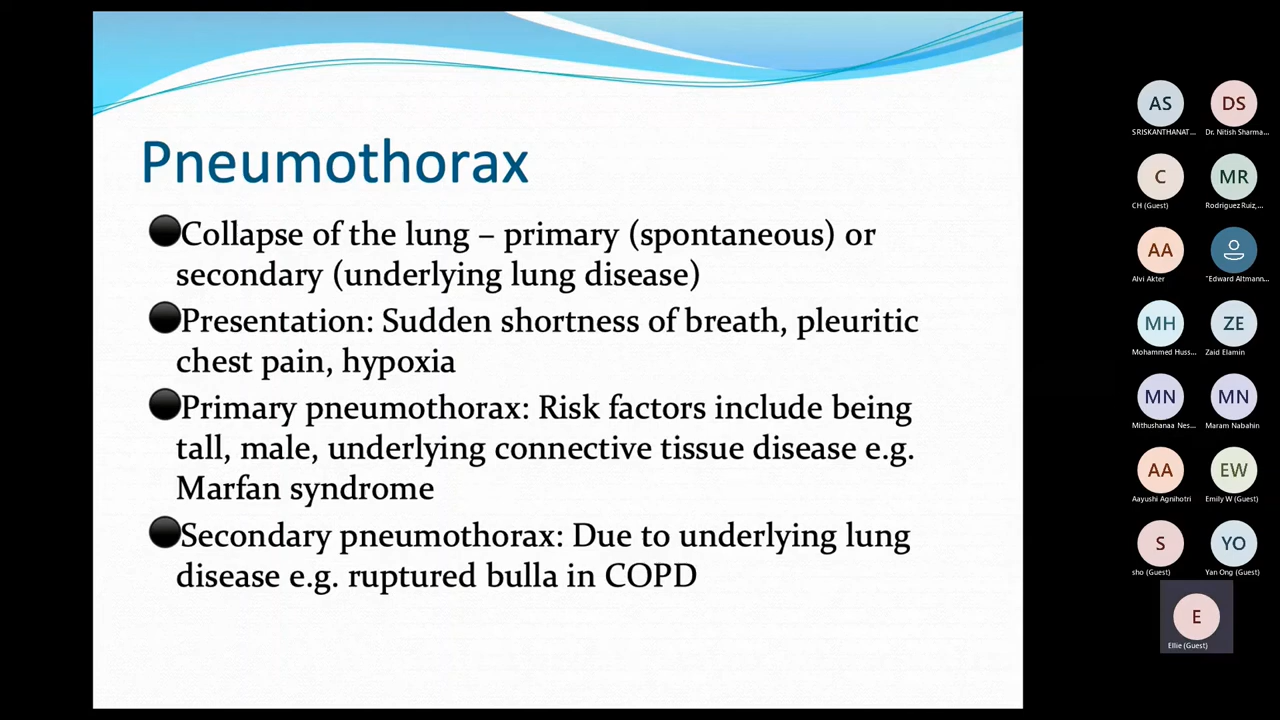 Pneumothorax
Collapse of the lung – primary (spontaneous) or
secondary (underlying lung disease)
Presentation: Sudden shortness of breath, pleuritic
chest pain, hypoxia
Primary pneumothorax: Risk factors include being
tall, male, underlying connective tissue disease e.g.
Marfan syndrome
Secondary pneumothorax: Due to underlying lung
disease e.g. ruptured bulla in COPD
AS
DS
SRISKANTHANAT...
Dr. Nitish Sharma...
C
MR
CH (Guest)
Rodriguez Ruiz,...
AA
Alvi Akter
"Edward Altmann...
MH
ZE
Mohammed Huss...
Zaid Elamin
MN
MN
Mithushanaa Nes...
Maram Nabahin
AA
EW
Aayushi Agnihotri
Emily W (Guest)
S
YO
sho (Guest)
Yan Ong (Guest)
E
Ellie (Guest)